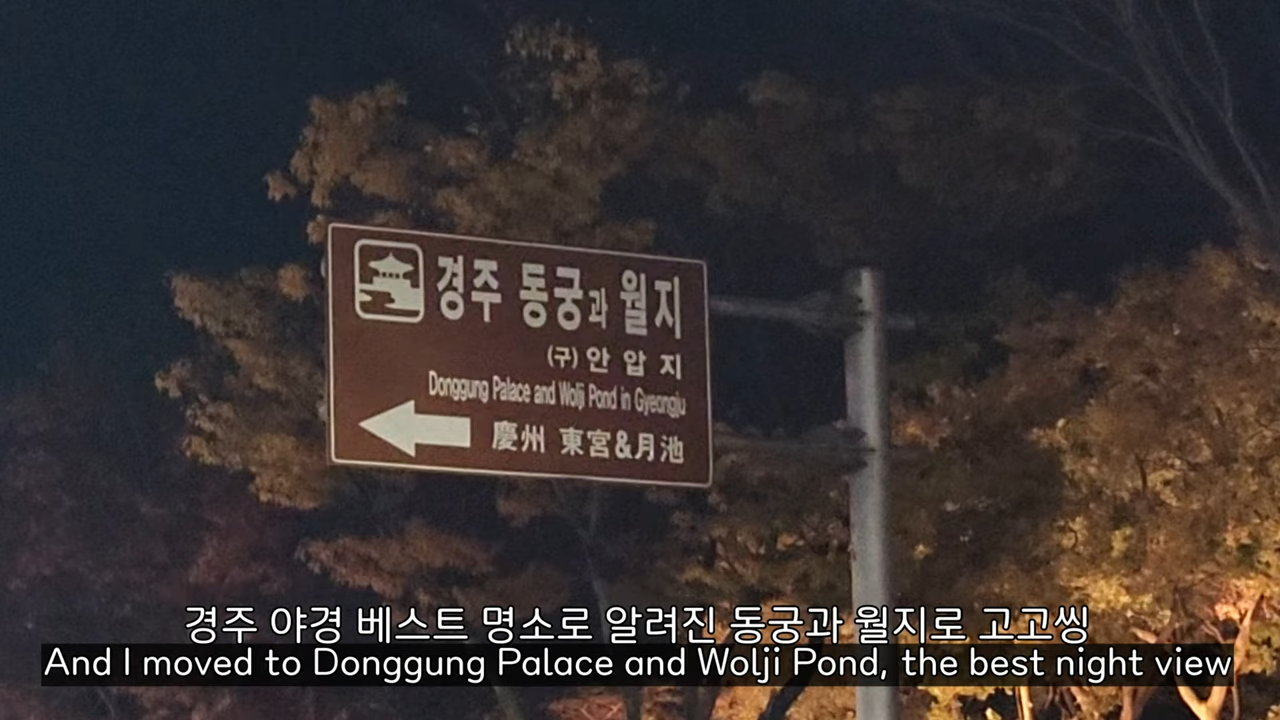 경주 동궁과 월지
(구) 안 압 지
Donggung Palace and Wolji Pond in Gyeongju
慶州 東宮&月池
경주 야경 베스트 명소로 알려진 동궁과 월지로 고고씽
And I moved to Donggung Palace and Wolji Pond, the best night view